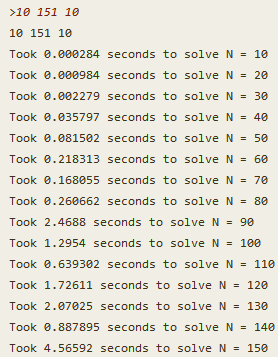 >10 151 10
10 151 10
Took 0.000284 seconds to solve N = 10
Took 0.000984 seconds to solve N = 20
Took 0.002279 seconds to solve N = 30
Took 0.035797 seconds to solve N = 40
Took 0.081502 seconds to solve N = 50
Took 0.218313 seconds to solve N = 60
Took 0.168055 seconds to solve N = 70
Took 0.260662 seconds to solve N = 80
Took 2.4688 seconds to solve N = 90
Took 1.2954 seconds to solve N = 100
Took 0.639302 seconds to solve N = 110
Took 1.72611 seconds to solve N = 120
Took 2.07025 seconds to solve N = 130
Took 0.887895 seconds to solve N = 140
Took 4.56592 seconds to solve N = 150